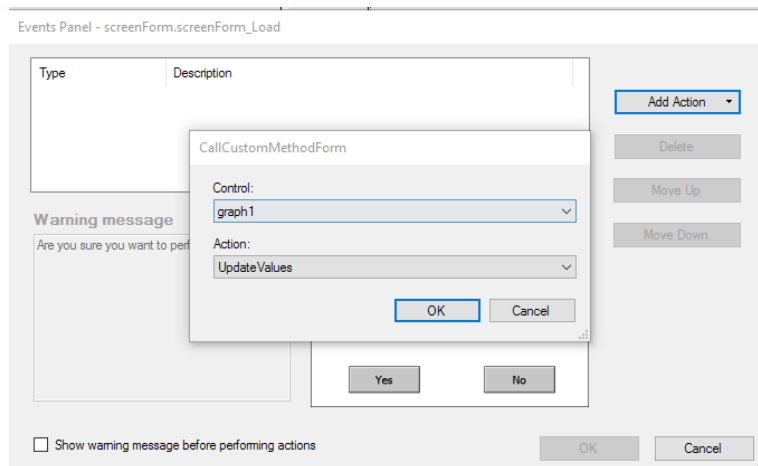 Events Panel - screenForm.screenForm_Load
Type Description
Add Action
Delete
Move Up
Move Down
CallCustomMethodForm
Control:
graph1
Action:
UpdateValues
OK Cancel
Warning message
Are you sure you want to perf
Yes No
Show warning message before performing actions
OK Cancel